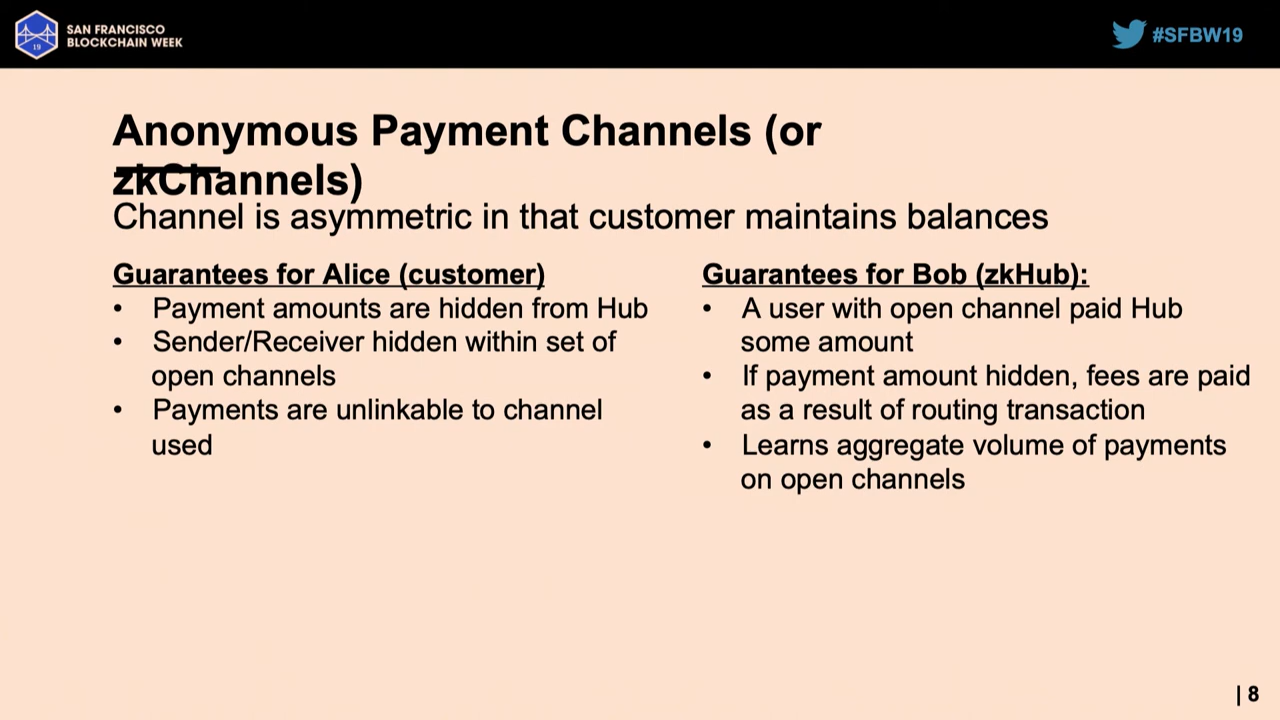 SAN FRANCISCO
BLOCKCHAIN WEEK
19
#SFBW19
Anonymous Payment Channels (or
zkChannels)
Channel is asymmetric in that customer maintains balances
Guarantees for Alice (customer)
• Payment amounts are hidden from Hub
• Sender/Receiver hidden within set of
open channels
• Payments are unlinkable to channel
used
Guarantees for Bob (zkHub):
• A user with open channel paid Hub
some amount
• If payment amount hidden, fees are paid
as a result of routing transaction
• Learns aggregate volume of payments
on open channels
| 8